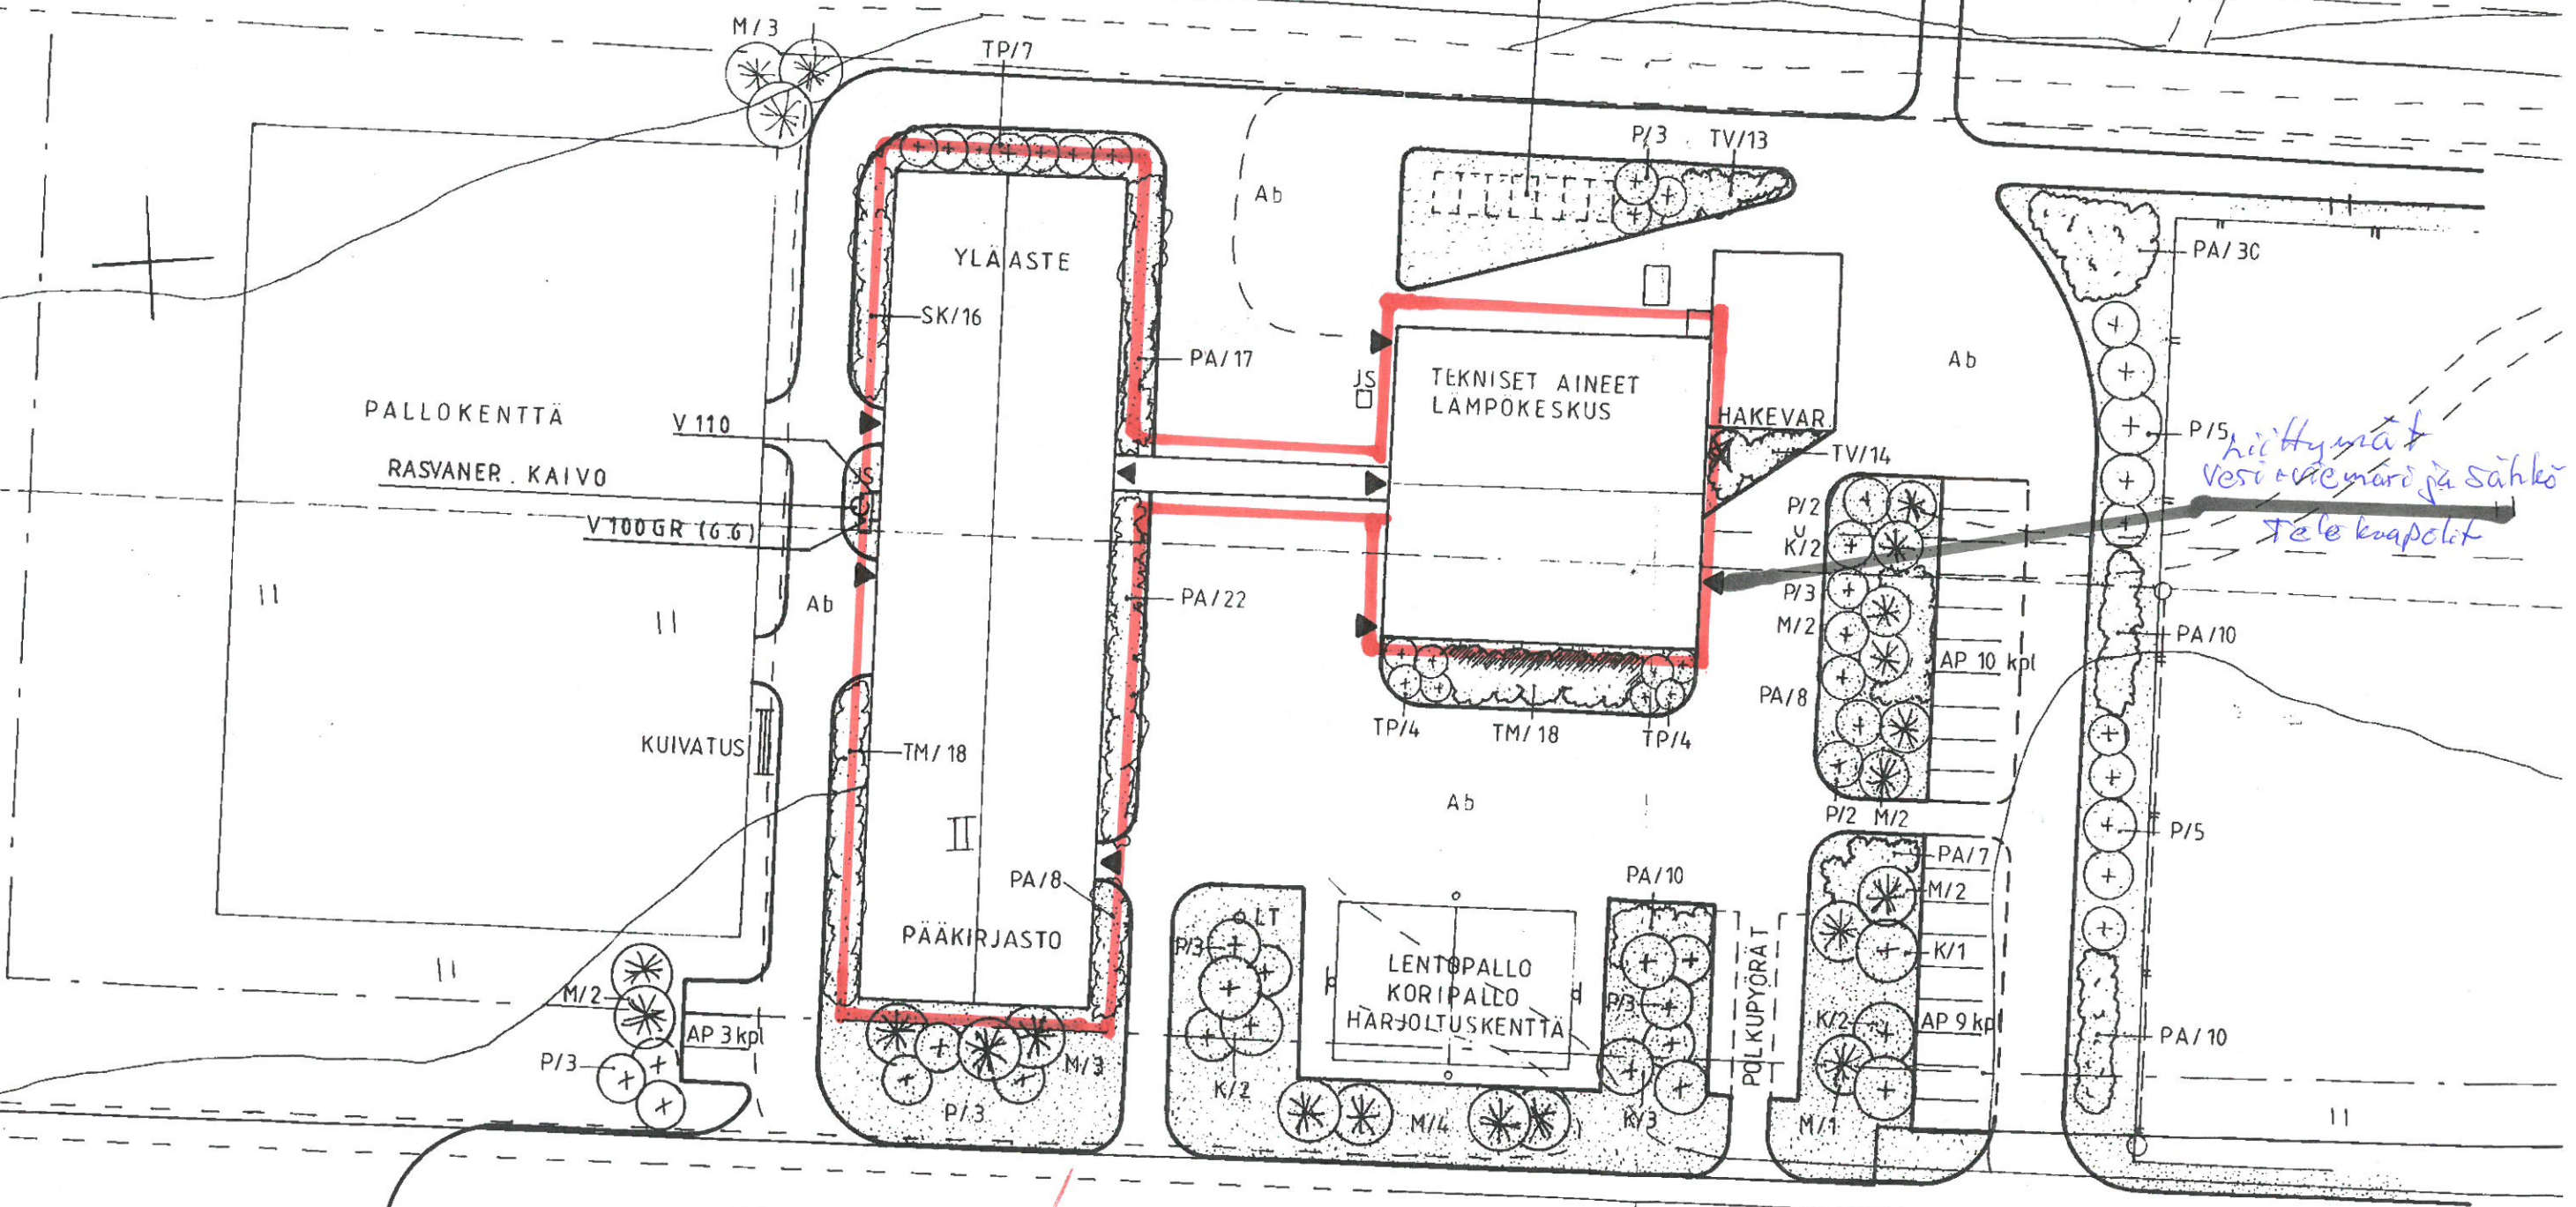 M/3
TP/7
P/3
TV/13
Ab
YLÄASTE
PA/30
SK/16
PA/17
Ab
JS
TEKNISET AINEET
LÄMPÖKESKUS
PALLOKENTTÄ
V 110
HAKEVAR.
P/5
Liittymät
vesi+viemäri ja sähkö
Telekaapelit
TV/14
RASVANER. KAIVO
JS
V 100 GR (G.G)
P/2
K/2
P/3
M/2
Ab
PA/22
PA/10
AP 10 kpl
PA/8
TP/4
TM/18
TP/4
KUIVATUS
TM/18
II
Ab
P/2
M/2
P/5
PA/7
PA/8
PA/10
M/2
PÄÄKIRJASTO
LT
P/3
K/1
LENTOPALLO
KORIPALLO
HARJOLTUSKENTTÄ
P/3
POLKUPYÖRÄT
M/2
AP 3 kpl
K/2
AP 9 kpl
PA/10
P/3
M/3
P/3
K/2
M/4
K/3
M/1